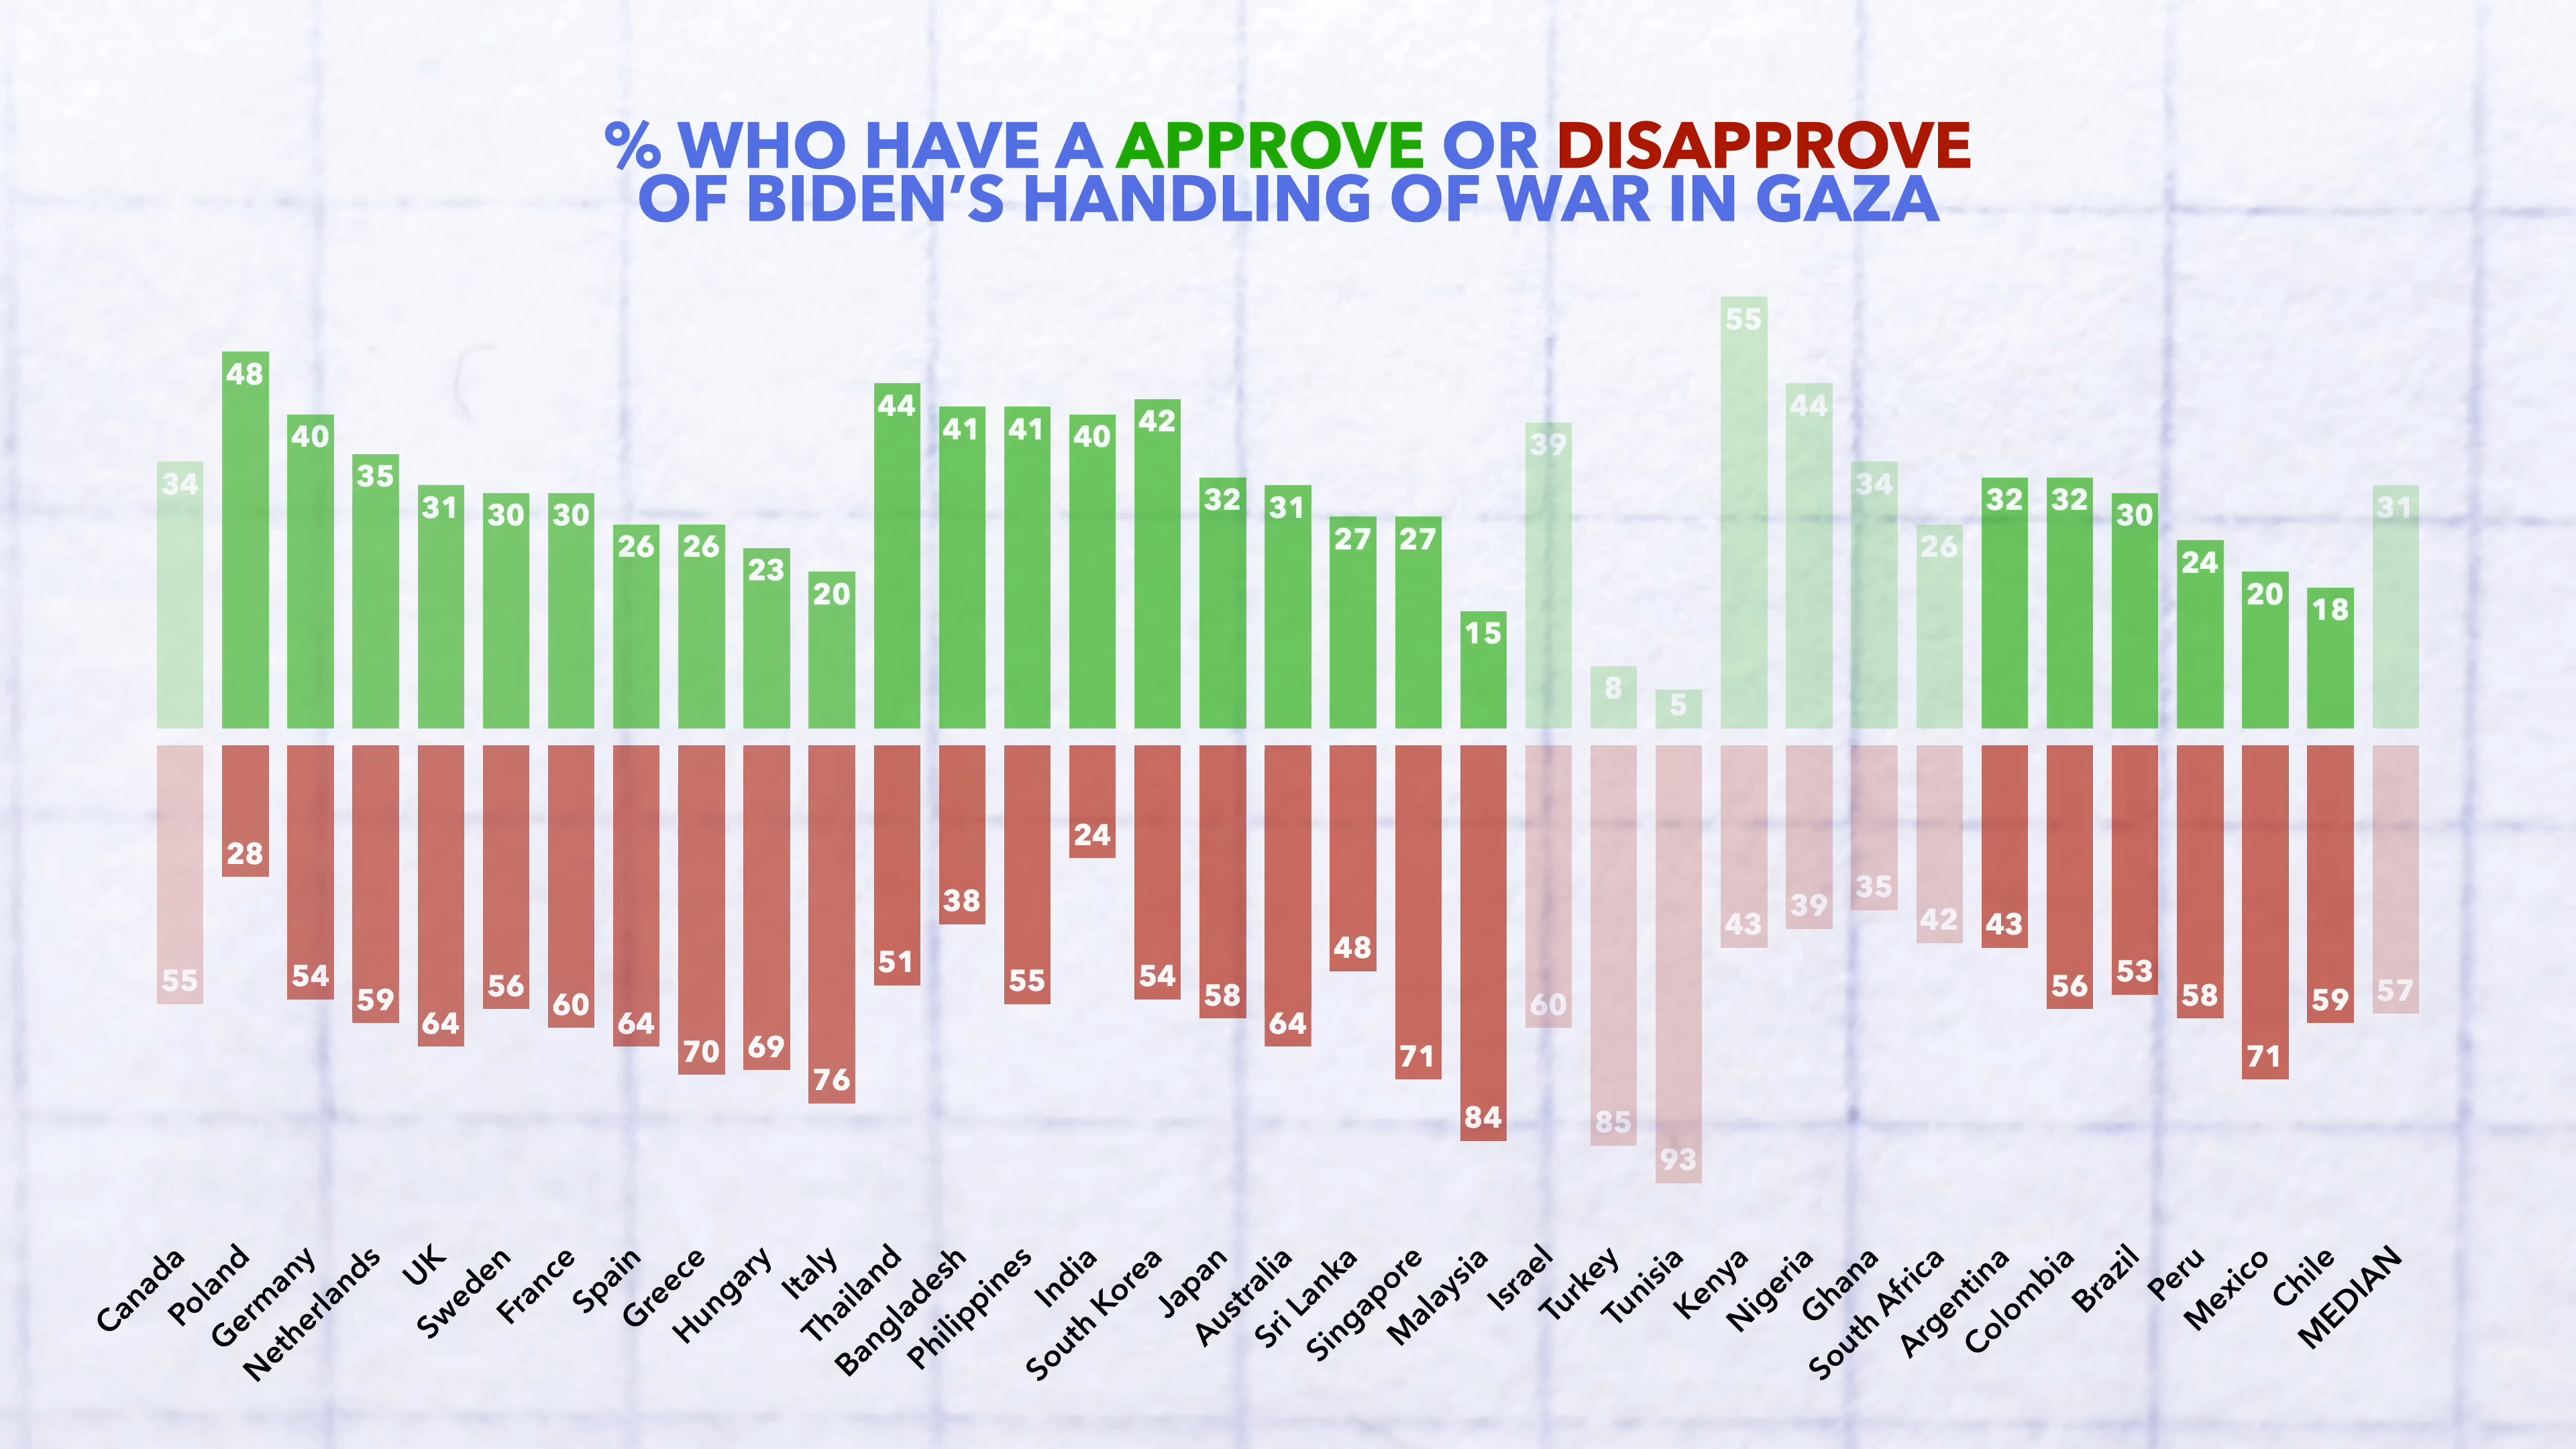 % WHO HAVE A APPROVE OR DISAPPROVE
OF BIDEN'S HANDLING OF WAR IN GAZA
34 48 40 35 31 30 30 26 26 23 20 44 41 41 40 42 32 31 27 27 15 39 8 5 55 44 34 26 32 32 30 24 20 18 31
55 28 54 59 64 56 60 64 70 69 76 51 38 55 24 54 58 64 48 71 84 60 85 93 43 39 35 42 43 56 53 58 71 59 57
Canada
Poland
Germany
Netherlands
UK
Sweden
France
Spain
Greece
Hungary
Italy
Thailand
Bangladesh
Philippines
India
South Korea
Japan
Australia
Sri Lanka
Singapore
Malaysia
Israel
Turkey
Tunisia
Kenya
Nigeria
Ghana
South Africa
Argentina
Colombia
Brazil
Peru
Mexico
Chile
MEDIAN